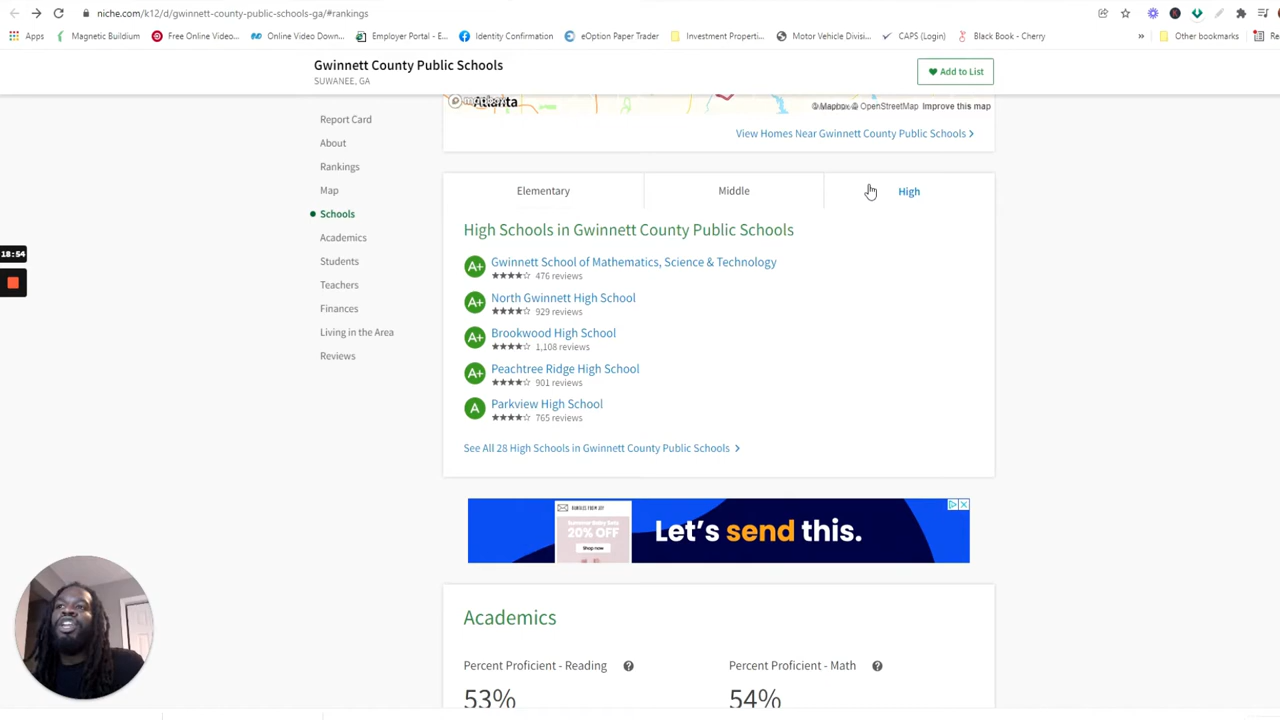 niche.com/k12/d/gwinnett-county-public-schools-ga/#rankings
Apps Magnetic Buildium Free Online Video... Online Video Down... Employer Portal - E... Identity Confirmation eOption Paper Trader Investment Properti... Motor Vehicle Divisi... CAPS (Login) Black Book - Cherry » Other bookmarks
Gwinnett County Public Schools
SUWANEE, GA
Add to List
Report Card
About
Rankings
Map
Schools
Academics
Students
Teachers
Finances
Living in the Area
Reviews
Atlanta
© Mapbox © OpenStreetMap Improve this map
View Homes Near Gwinnett County Public Schools
Elementary Middle High
High Schools in Gwinnett County Public Schools
A+ Gwinnett School of Mathematics, Science & Technology
476 reviews
A+ North Gwinnett High School
929 reviews
A+ Brookwood High School
1,108 reviews
A+ Peachtree Ridge High School
901 reviews
A Parkview High School
765 reviews
See All 28 High Schools in Gwinnett County Public Schools
18:54
20% OFF
Shop now
Let's send this.
Academics
Percent Proficient - Reading Percent Proficient - Math
53% 54%